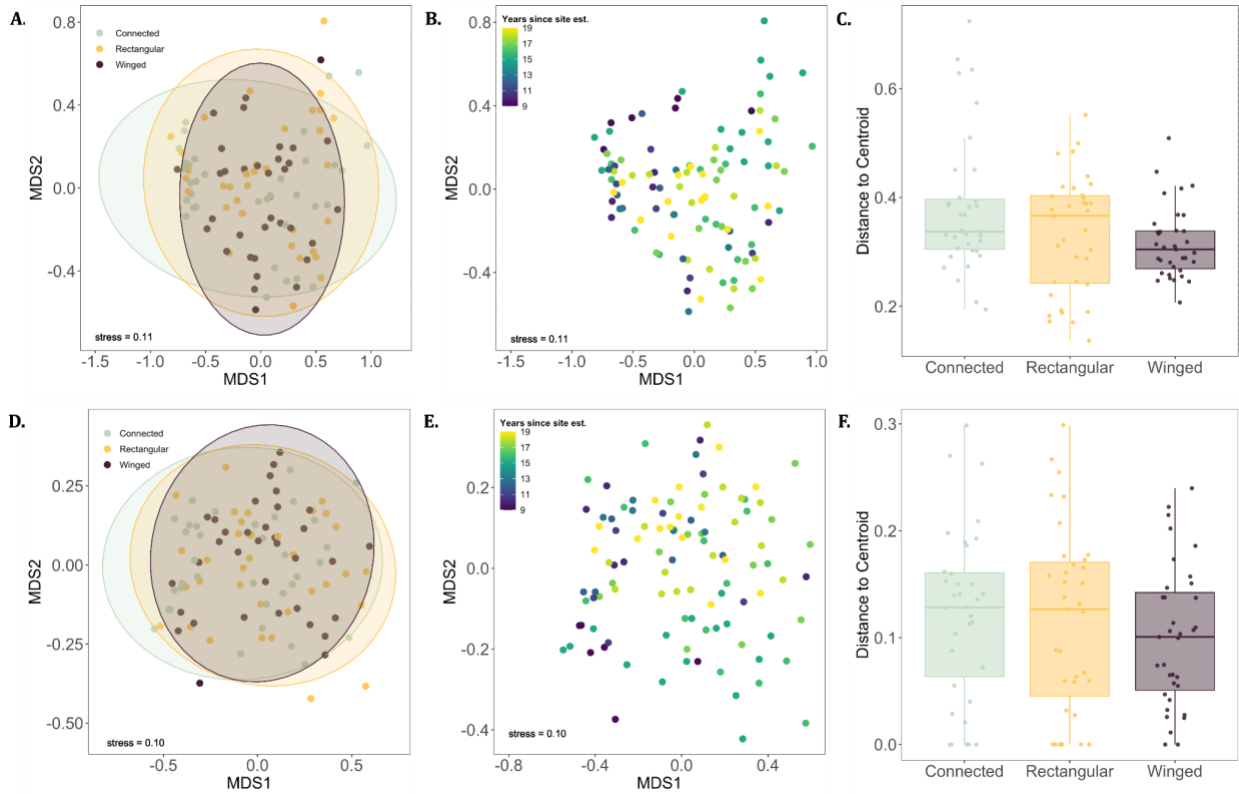 A.
Connected
Rectangular
Winged
0.8
0.4
0.0
-0.4
MDS2
stress = 0.11
-1.5
-1.0
-0.5
0.0
0.5
1.0
MDS1
B.
Years since site est.
19
17
15
13
11
9
0.8
0.4
0.0
-0.4
MDS2
stress = 0.11
-1.5
-1.0
-0.5
0.0
0.5
1.0
MDS1
C.
0.6
0.4
0.2
Distance to Centroid
Connected
Rectangular
Winged
D.
Connected
Rectangular
Winged
0.25
0.00
-0.25
-0.50
MDS2
stress = 0.10
-0.5
0.0
0.5
MDS1
E.
Years since site est.
19
17
15
13
11
9
0.2
0.0
-0.2
-0.4
MDS2
stress = 0.10
-0.8
-0.4
0.0
0.4
MDS1
F.
0.3
0.2
0.1
0.0
Distance to Centroid
Connected
Rectangular
Winged